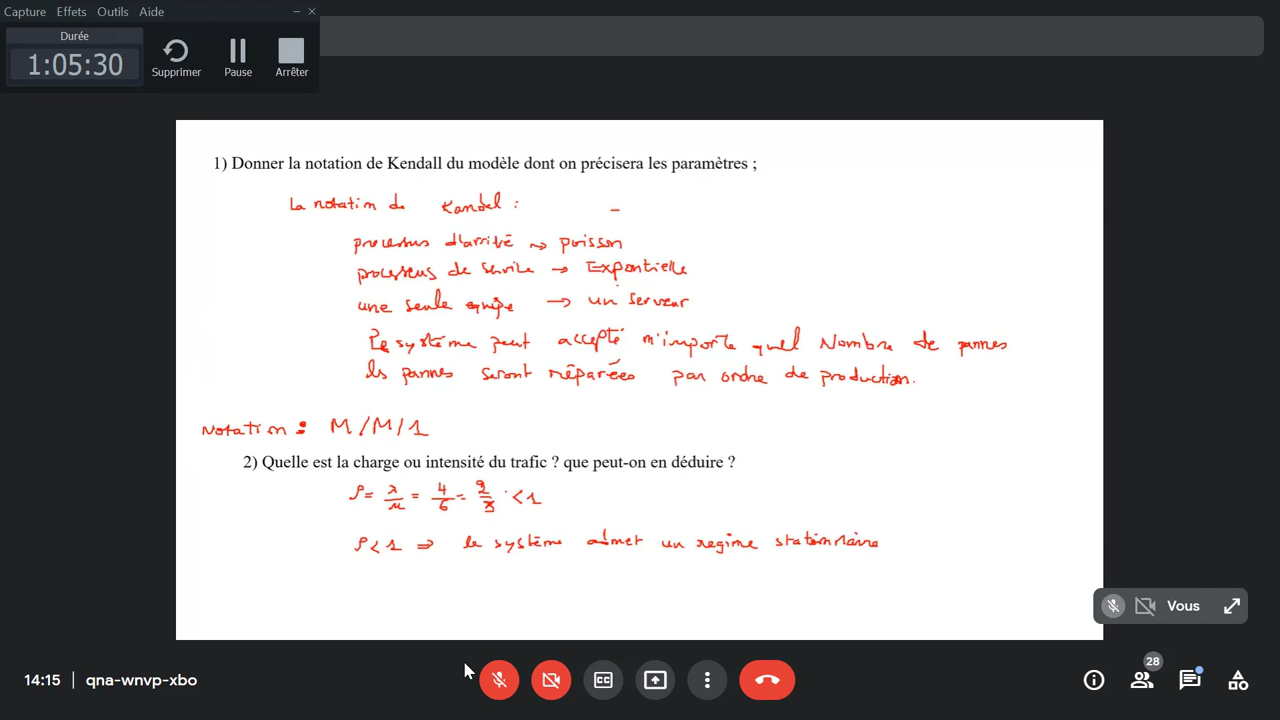 Capture Effets Outils Aide
Durée
1:05:30
Supprimer Pause Arrêter
1) Donner la notation de Kendall du modèle dont on précisera les paramètres ;
La notation de Kandel :
processus d'arrivé → poisson
processus de servile → Expontielle
une seule equipe → un serveur
Le système peut accepté n'importe quel Nombre de pannes
les pannes seront réparées par ordre de production.
Notation : M/M/1
2) Quelle est la charge ou intensité du trafic ? que peut-on en déduire ?
ρ = λ/μ = 4/6 = 2/3 < 1
ρ < 1 ⇒ le système admet un regime stationnaire
Vous
14:15 qna-wnvp-xbo
28